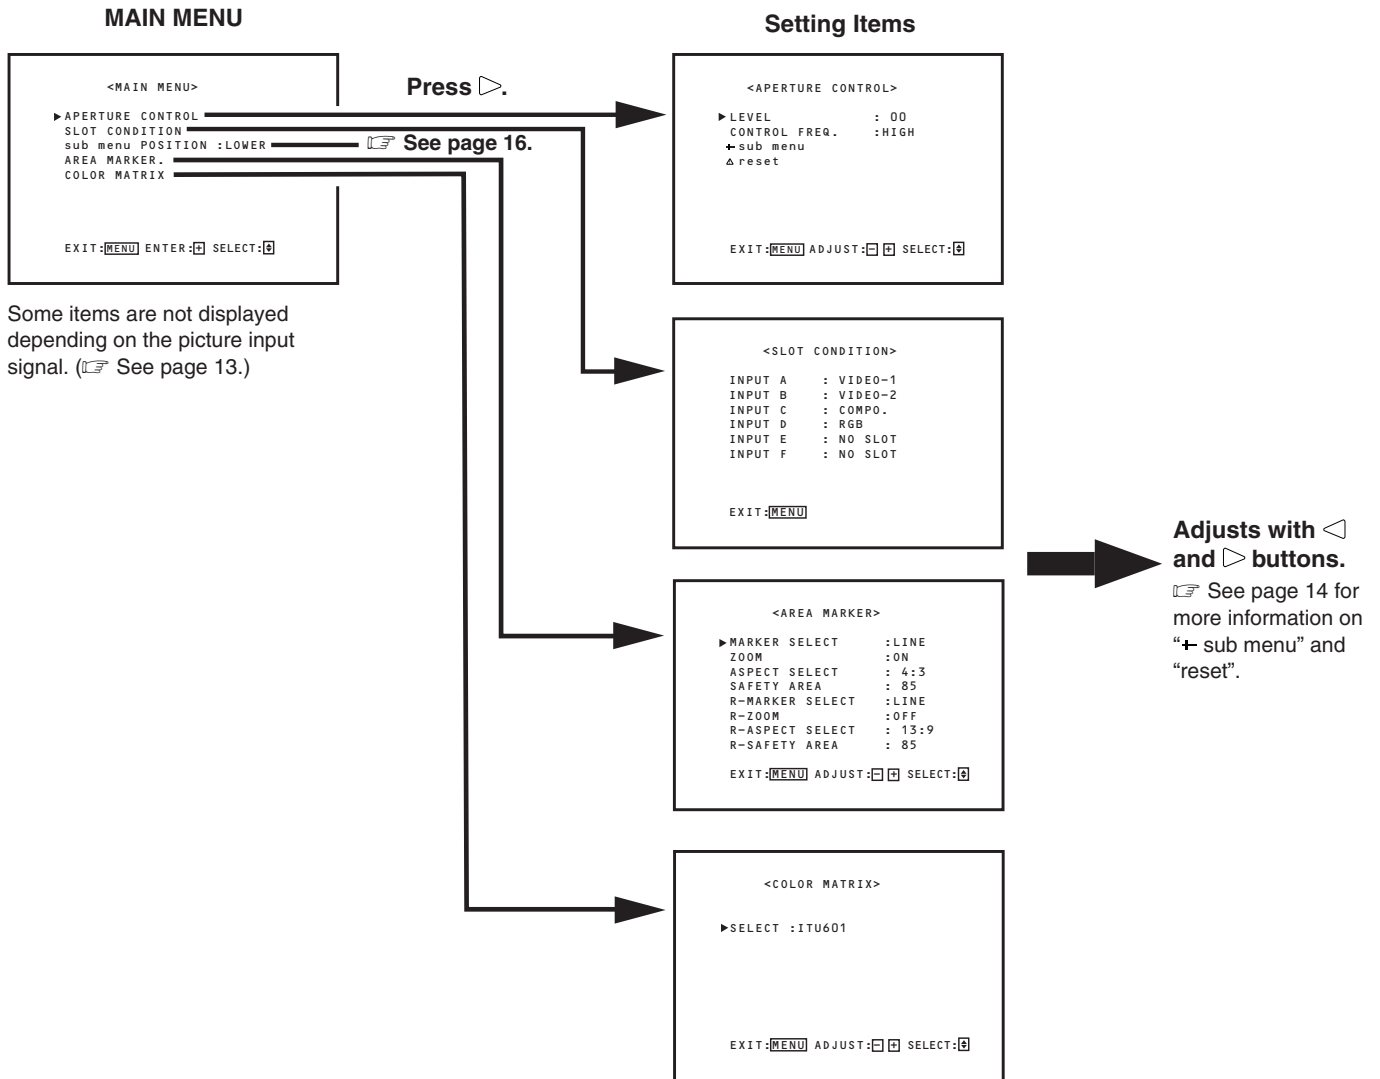 MAIN MENU
<MAIN MENU>
▶APERTURE CONTROL
SLOT CONDITION
sub menu POSITION :LOWER
AREA MARKER.
COLOR MATRIX
EXIT:MENU ENTER:+ SELECT:♦
Some items are not displayed
depending on the picture input
signal. (☞ See page 13.)
Press ▷.
☞ See page 16.
Setting Items
<APERTURE CONTROL>
▶LEVEL : 00
CONTROL FREQ. :HIGH
+sub menu
△reset
EXIT:MENU ADJUST:- + SELECT:♦
<SLOT CONDITION>
INPUT A : VIDEO-1
INPUT B : VIDEO-2
INPUT C : COMPO.
INPUT D : RGB
INPUT E : NO SLOT
INPUT F : NO SLOT
EXIT:MENU
<AREA MARKER>
▶MARKER SELECT :LINE
ZOOM :ON
ASPECT SELECT : 4:3
SAFETY AREA : 85
R-MARKER SELECT :LINE
R-ZOOM :OFF
R-ASPECT SELECT : 13:9
R-SAFETY AREA : 85
EXIT:MENU ADJUST:- + SELECT:♦
<COLOR MATRIX>
▶SELECT :ITU601
EXIT:MENU ADJUST:- + SELECT:♦
Adjusts with ◁
and ▷ buttons.
☞ See page 14 for
more information on
“+ sub menu” and
“reset”.